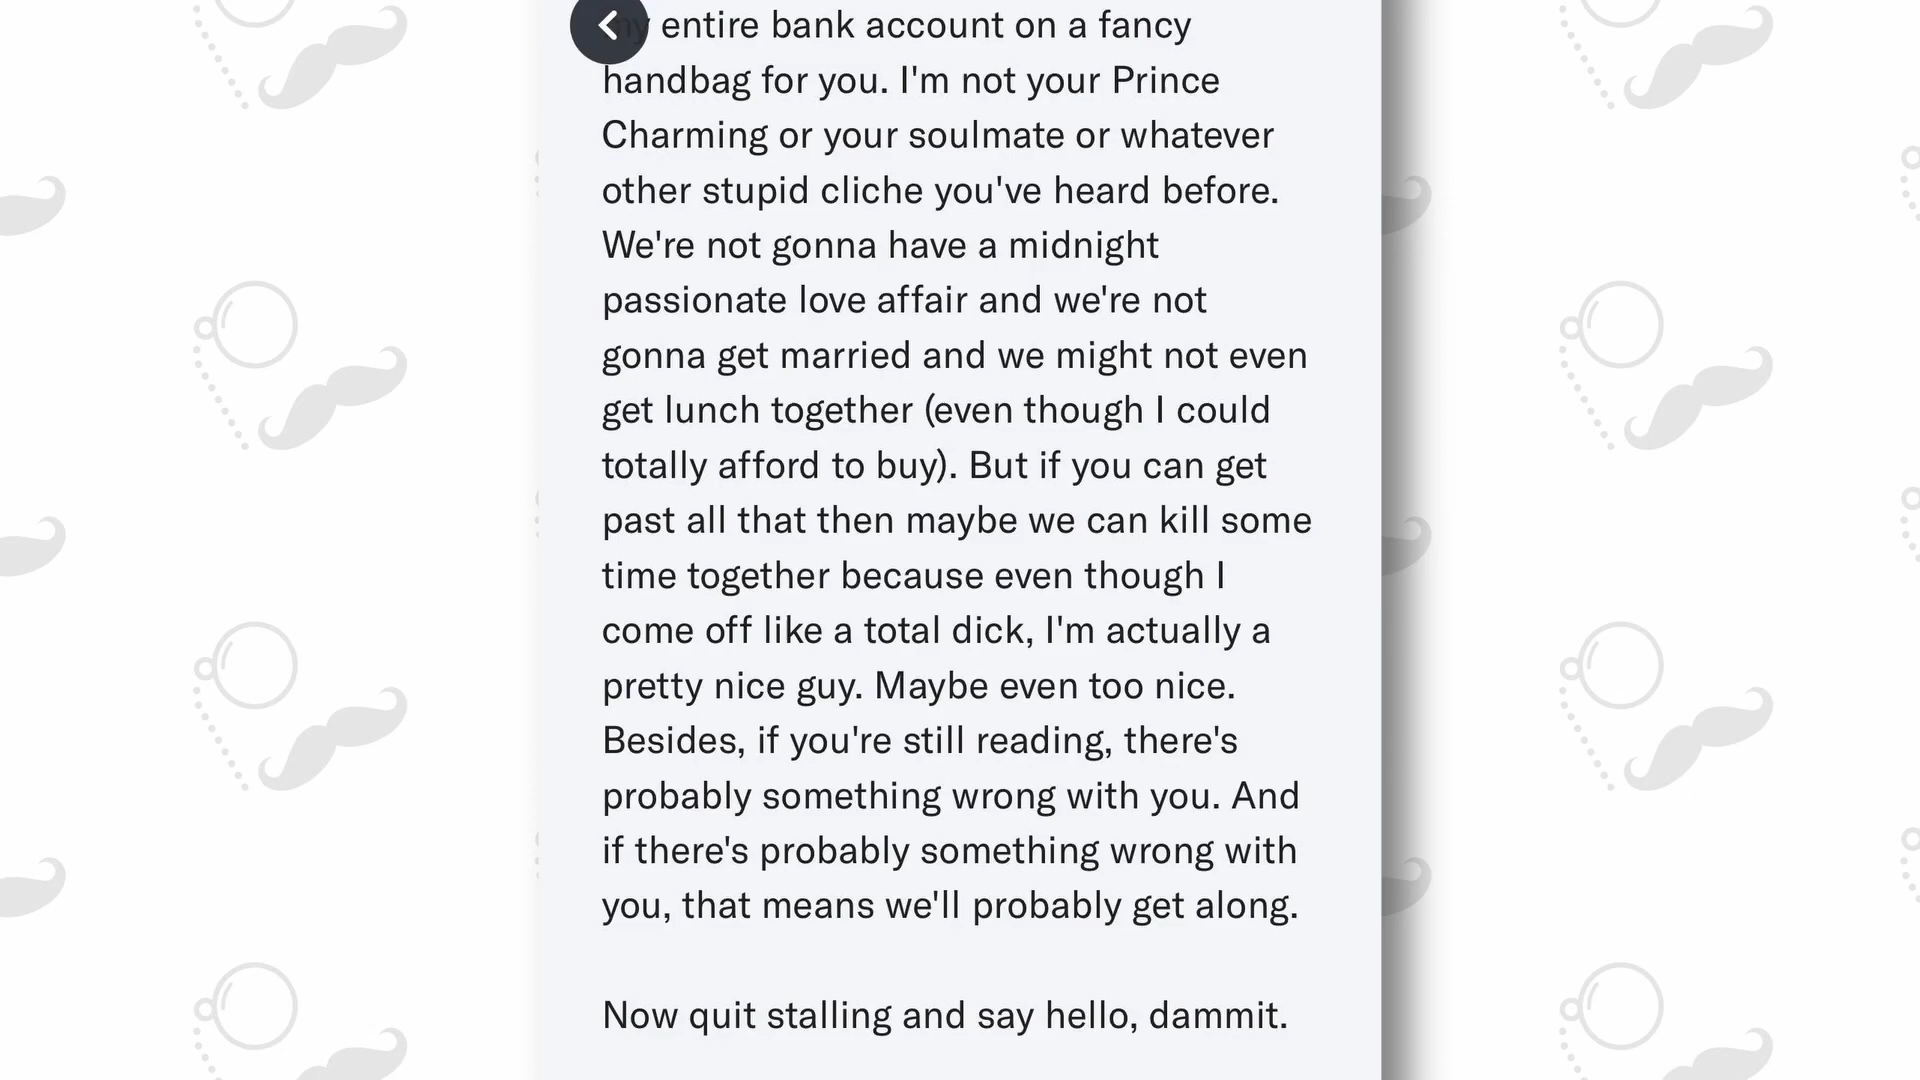 my entire bank account on a fancy
handbag for you. I'm not your Prince
Charming or your soulmate or whatever
other stupid cliche you've heard before.
We're not gonna have a midnight
passionate love affair and we're not
gonna get married and we might not even
get lunch together (even though I could
totally afford to buy). But if you can get
past all that then maybe we can kill some
time together because even though I
come off like a total dick, I'm actually a
pretty nice guy. Maybe even too nice.
Besides, if you're still reading, there's
probably something wrong with you. And
if there's probably something wrong with
you, that means we'll probably get along.
Now quit stalling and say hello, dammit.